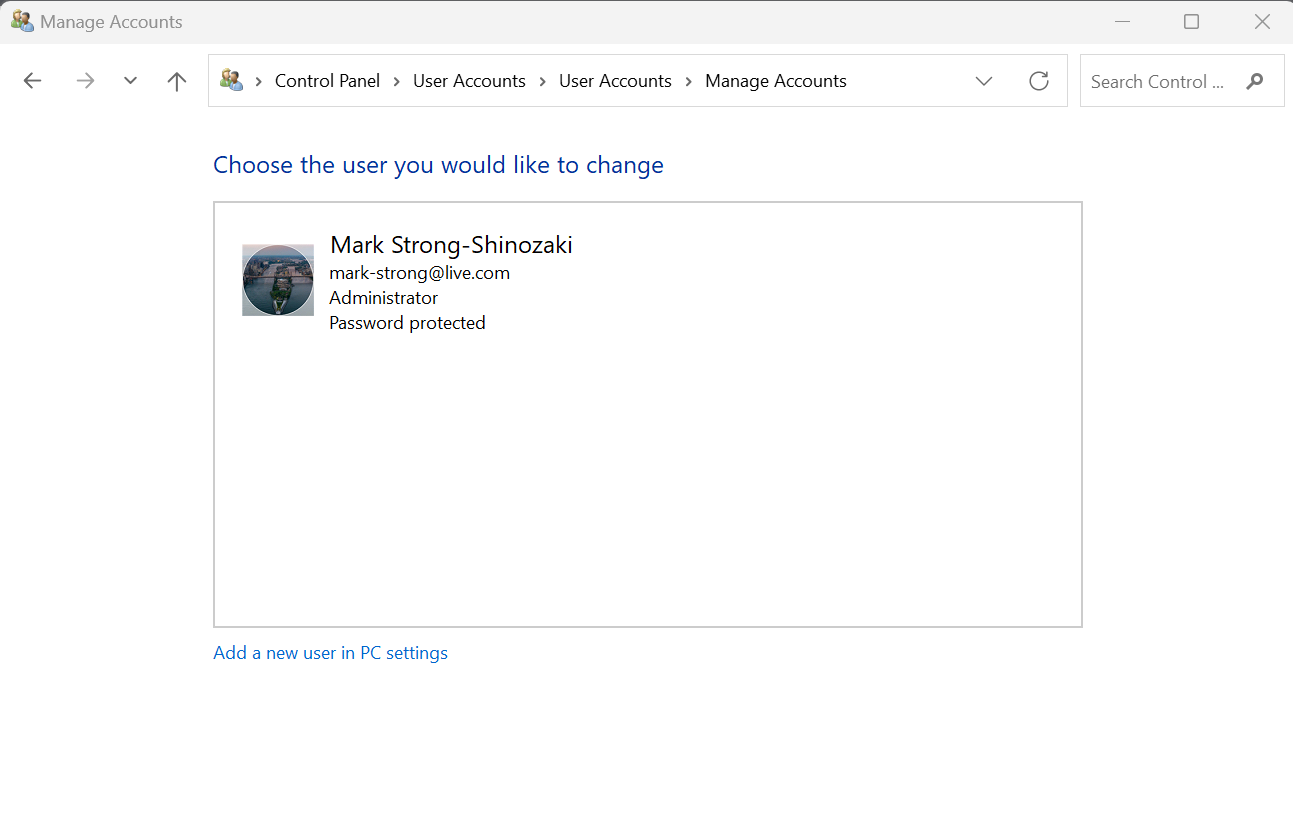 Manage Accounts
Control Panel > User Accounts > User Accounts > Manage Accounts
Search Control ...
Choose the user you would like to change
Mark Strong-Shinozaki
mark-strong@live.com
Administrator
Password protected
Add a new user in PC settings